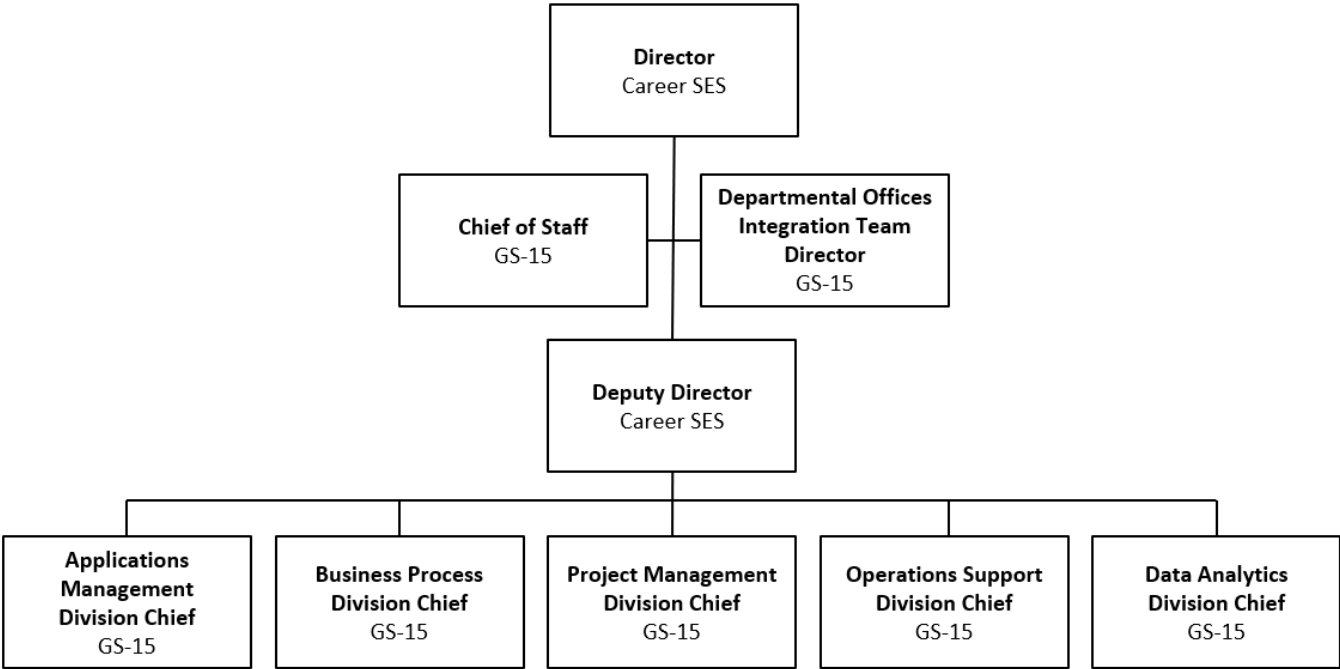 Director
Career SES
Chief of Staff
GS-15
Departmental Offices
Integration Team
Director
GS-15
Deputy Director
Career SES
Applications
Management
Division Chief
GS-15
Business Process
Division Chief
GS-15
Project Management
Division Chief
GS-15
Operations Support
Division Chief
GS-15
Data Analytics
Division Chief
GS-15